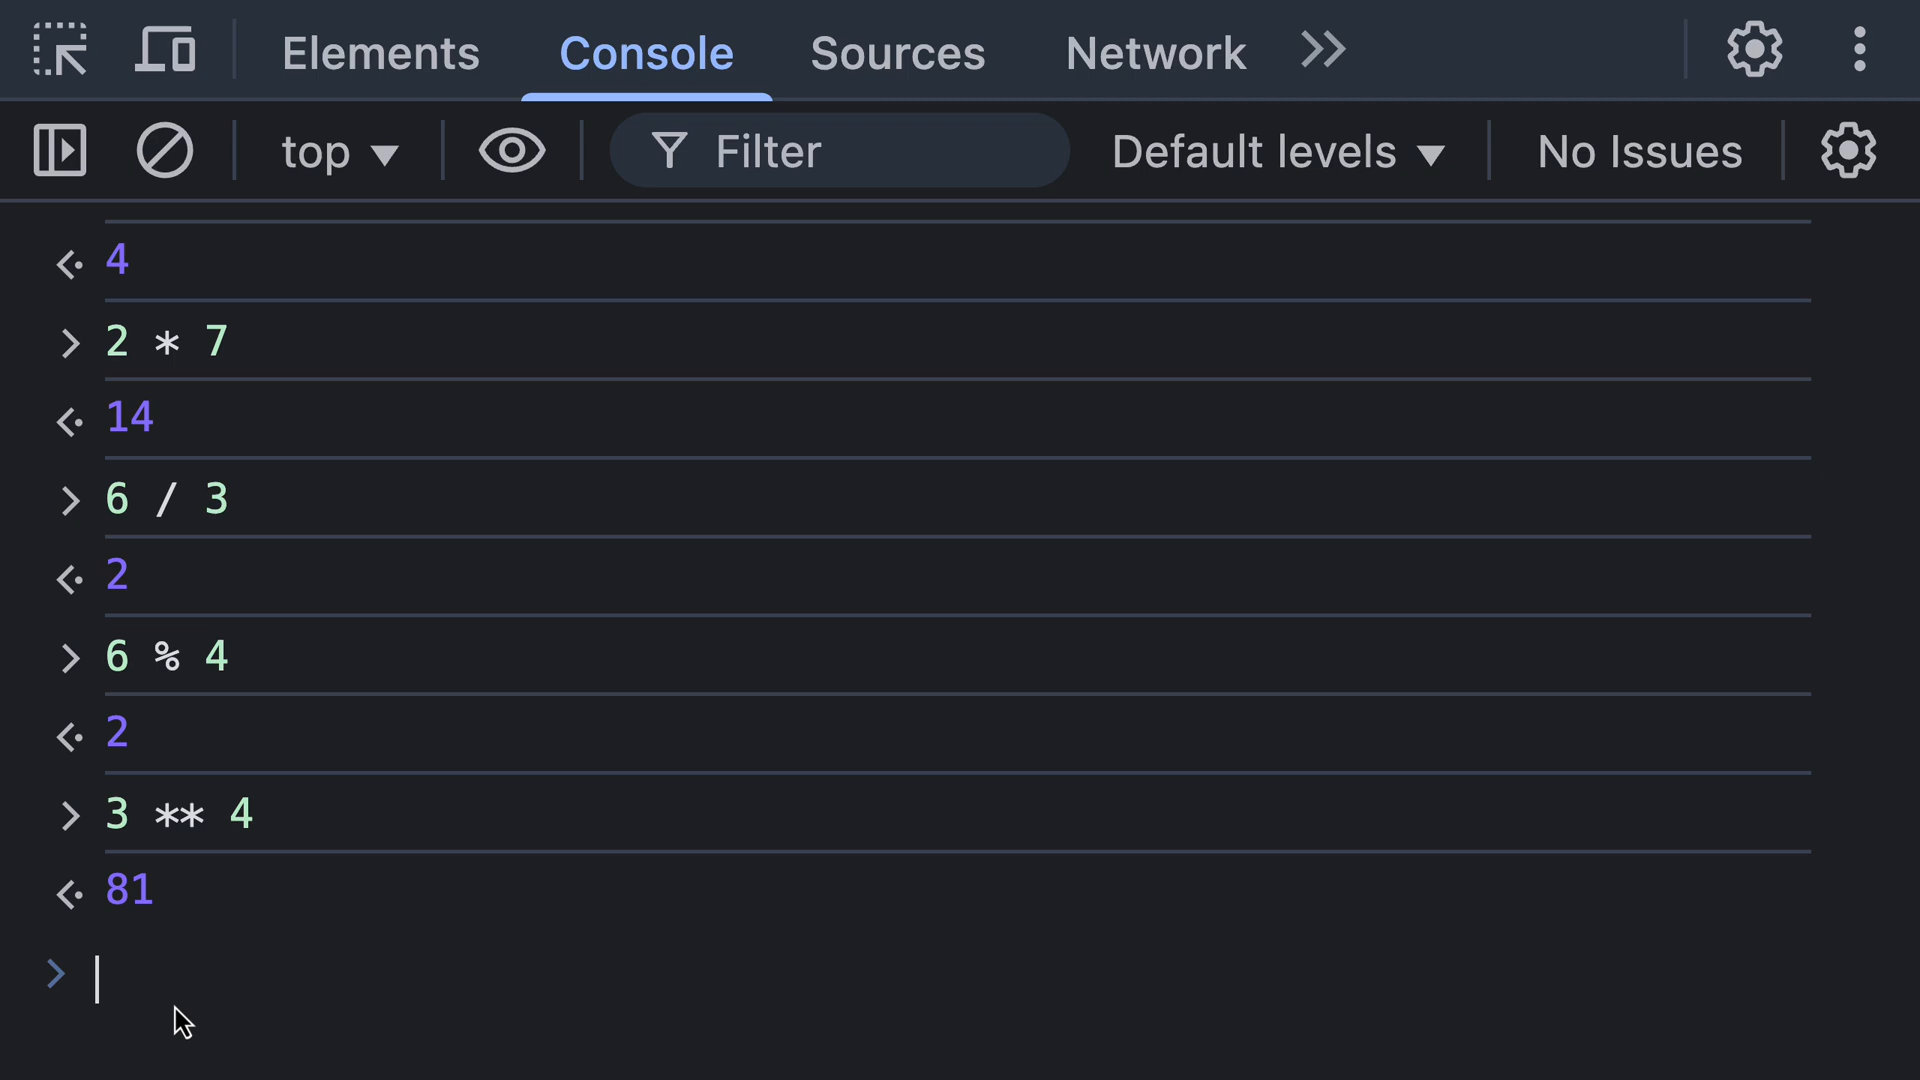 Elements Console Sources Network
top Filter Default levels No Issues
4
2 * 7
14
6 / 3
2
6 % 4
2
3 ** 4
81